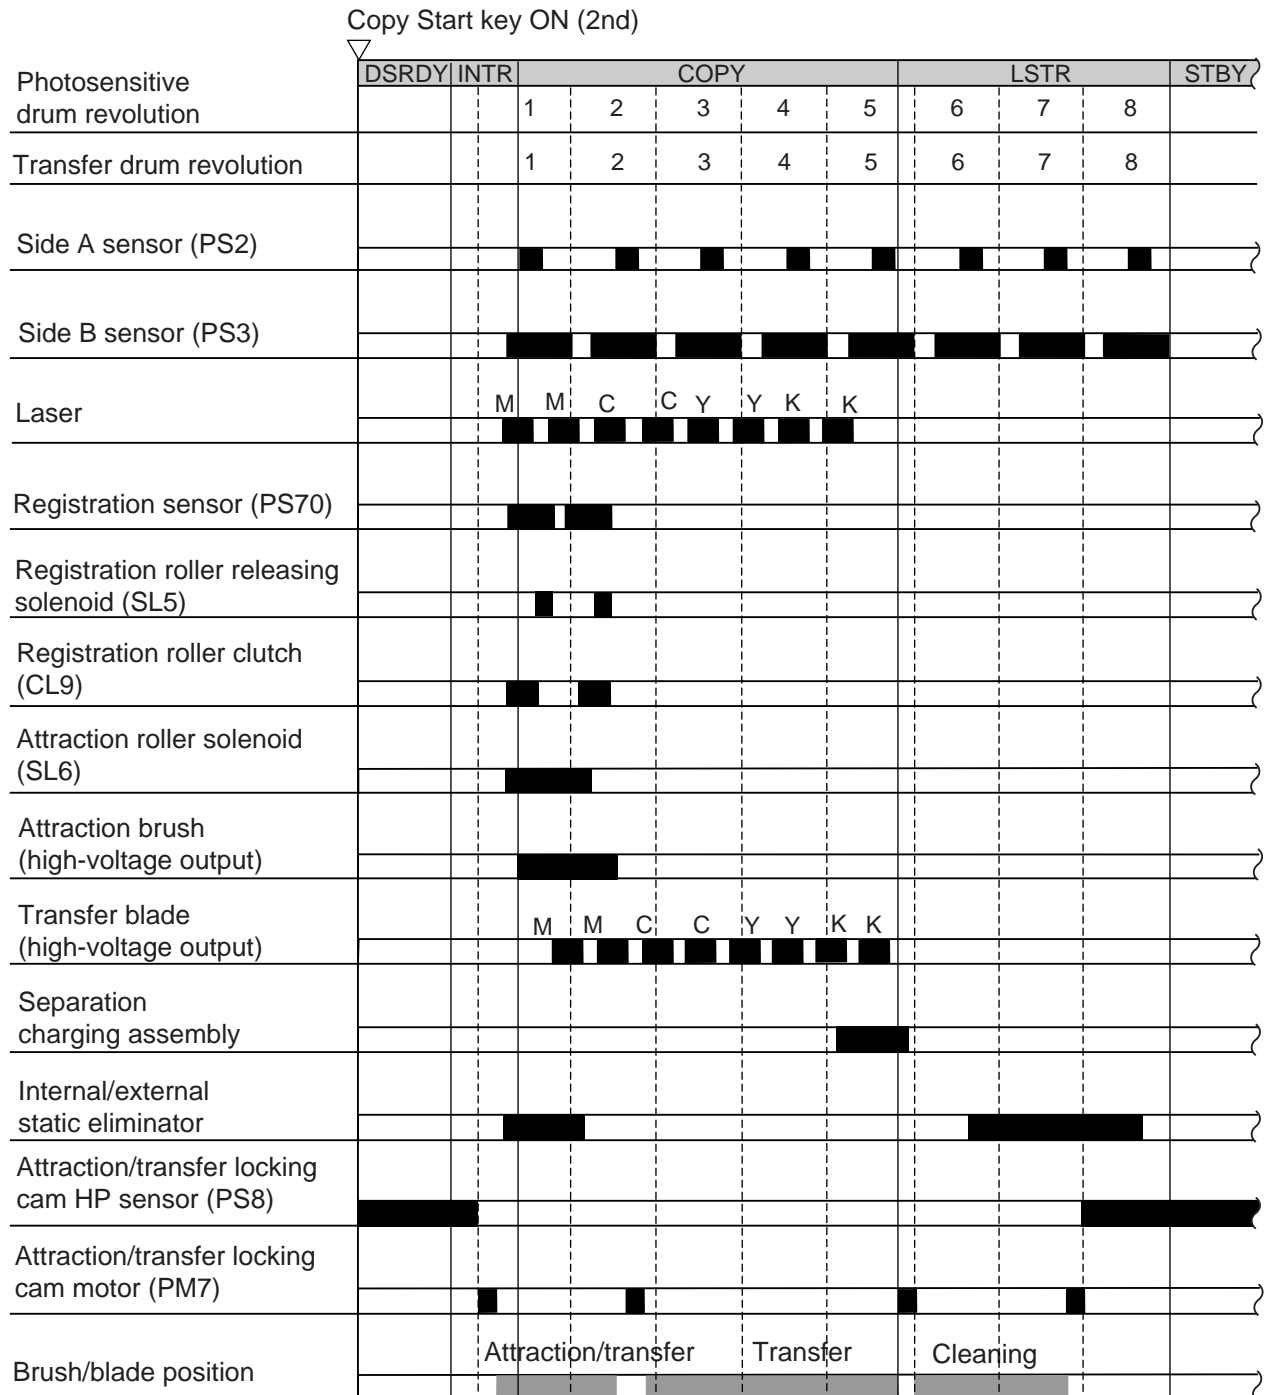 Copy Start key ON (2nd)
DSRDY INTR COPY LSTR STBY
Photosensitive
drum revolution
1 2 3 4 5 6 7 8
Transfer drum revolution
1 2 3 4 5 6 7 8
Side A sensor (PS2)
Side B sensor (PS3)
Laser
M M C C Y Y K K
Registration sensor (PS70)
Registration roller releasing
solenoid (SL5)
Registration roller clutch
(CL9)
Attraction roller solenoid
(SL6)
Attraction brush
(high-voltage output)
Transfer blade
(high-voltage output)
M M C C Y Y K K
Separation
charging assembly
Internal/external
static eliminator
Attraction/transfer locking
cam HP sensor (PS8)
Attraction/transfer locking
cam motor (PM7)
Brush/blade position
Attraction/transfer Transfer Cleaning